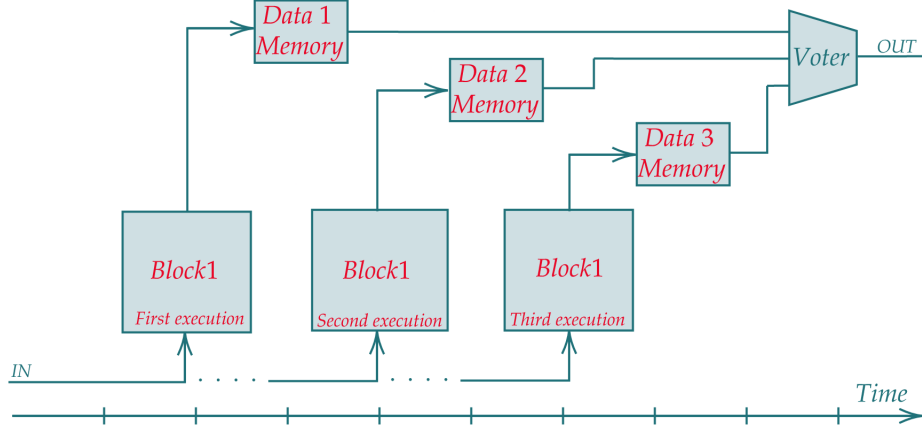 Data 1
Memory
OUT
Voter
Data 2
Memory
Data 3
Memory
Block1
First execution
Block1
Second execution
Block1
Third execution
IN
Time